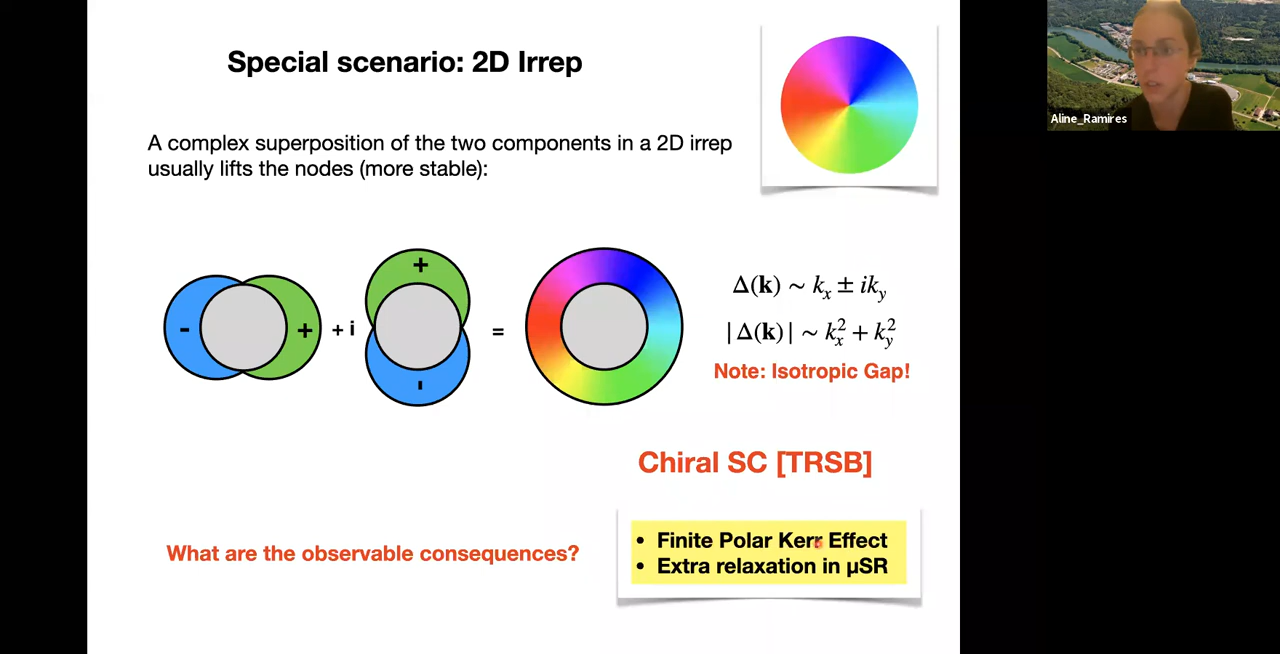 Special scenario: 2D Irrep
Aline_Ramires
A complex superposition of the two components in a 2D irrep
usually lifts the nodes (more stable):
- + + i + - =
Δ(k) ~ kₓ ± ik_y
|Δ(k)| ~ kₓ² + k_y²
Note: Isotropic Gap!
Chiral SC [TRSB]
What are the observable consequences?
• Finite Polar Kerr Effect
• Extra relaxation in μSR